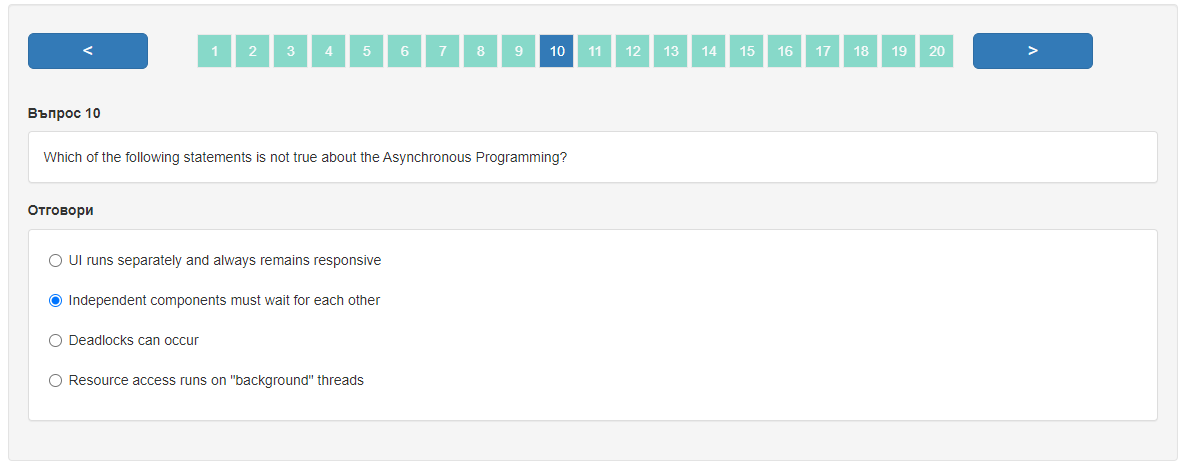 < 1 2 3 4 5 6 7 8 9 10 11 12 13 14 15 16 17 18 19 20 >
Въпрос 10
Which of the following statements is not true about the Asynchronous Programming?
Отговори
UI runs separately and always remains responsive
Independent components must wait for each other
Deadlocks can occur
Resource access runs on "background" threads